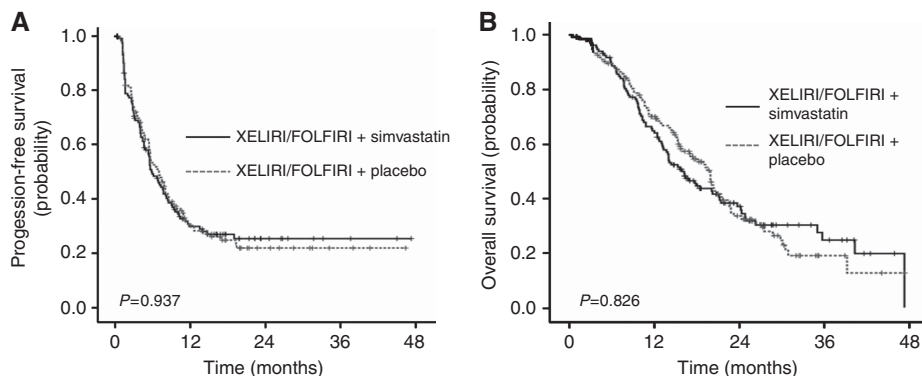 A
Progession-free survival
(probability)
1.0
0.8
0.6
0.4
0.2
0.0
XELIRI/FOLFIRI + simvastatin
XELIRI/FOLFIRI + placebo
P=0.937
0 12 24 36 48
Time (months)
B
Overall survival (probability)
1.0
0.8
0.6
0.4
0.2
0.0
XELIRI/FOLFIRI +
simvastatin
XELIRI/FOLFIRI +
placebo
P=0.826
0 12 24 36 48
Time (months)